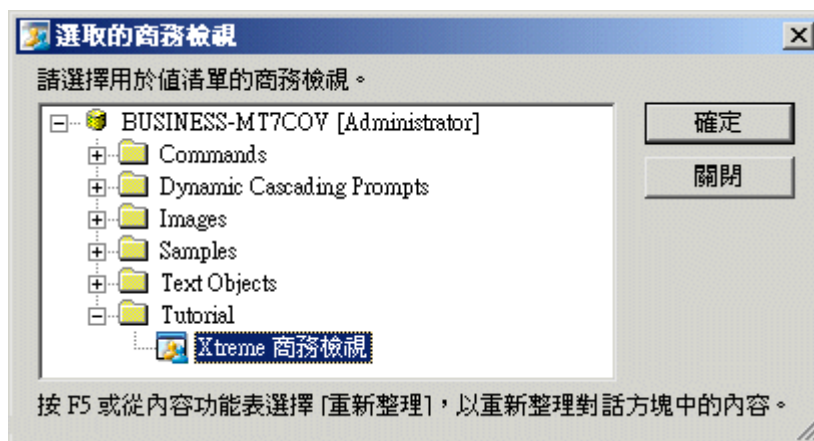 選取的商務檢視
請選擇用於值清單的商務檢視。
BUSINESS-MT7COV [Administrator]
確定
Commands
Dynamic Cascading Prompts
關閉
Images
Samples
Text Objects
Tutorial
Xtreme 商務檢視
按 F5 或從內容功能表選擇 [重新整理],以重新整理對話方塊中的內容。